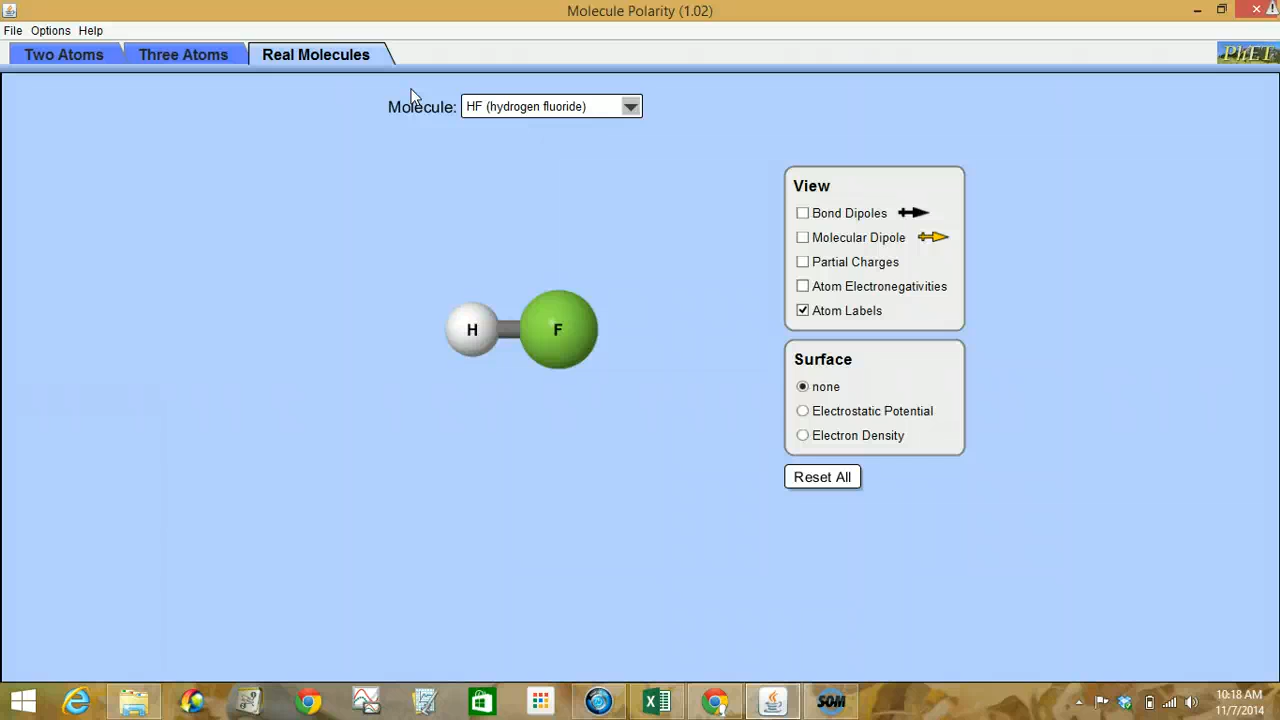 Molecule Polarity (1.02)
File Options Help
Two Atoms Three Atoms Real Molecules
PhET
Molecule: HF (hydrogen fluoride)
View
Bond Dipoles
Molecular Dipole
Partial Charges
Atom Electronegativities
Atom Labels
H F
Surface
none
Electrostatic Potential
Electron Density
Reset All
SOM
10:18 AM
11/7/2014